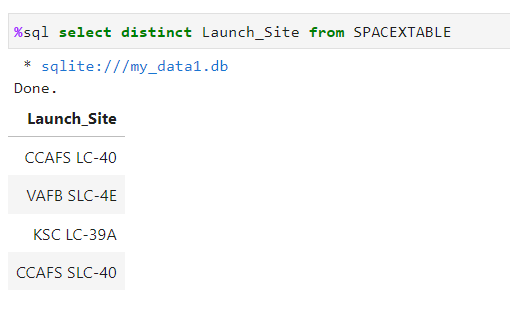 %sql select distinct Launch_Site from SPACEXTABLE
* sqlite:///my_data1.db
Done.
Launch_Site
CCAFS LC-40
VAFB SLC-4E
KSC LC-39A
CCAFS SLC-40